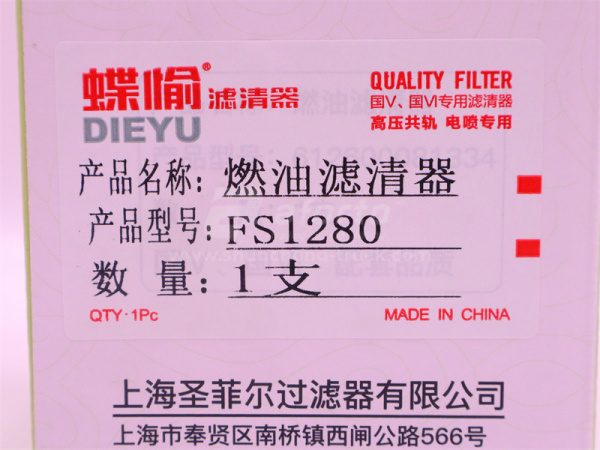 蝶愉® 滤清器
DIEYU
QUALITY FILTER
国Ⅴ、国Ⅵ专用滤清器
高压共轨 电喷专用
产品名称：燃油滤清器
产品型号：FS1280
数 量：1支
QTY·1Pc
MADE IN CHINA
上海圣菲尔过滤器有限公司
上海市奉贤区南桥镇西闸公路566号